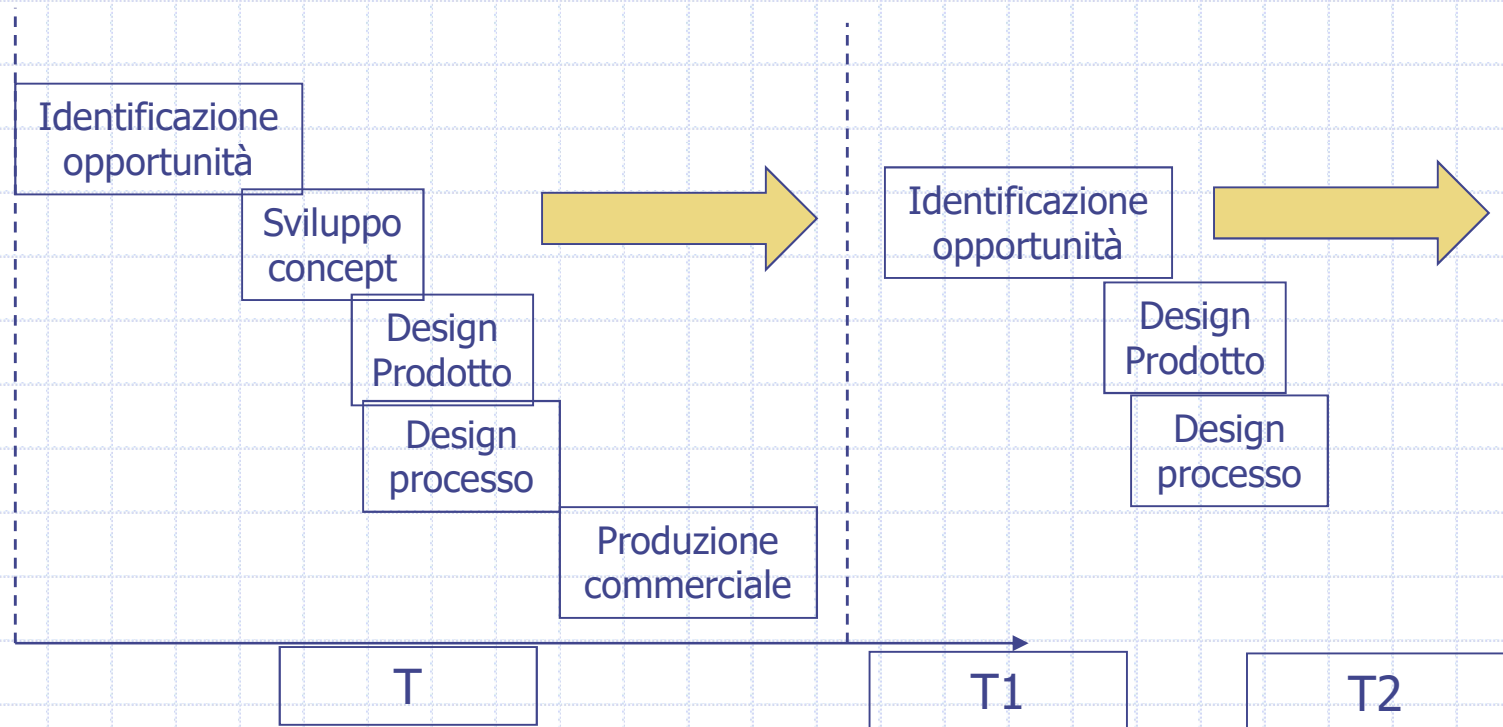 Identificazione
opportunità
Sviluppo
concept
Design
Prodotto
Design
processo
Produzione
commerciale
Identificazione
opportunità
Design
Prodotto
Design
processo
T
T1
T2